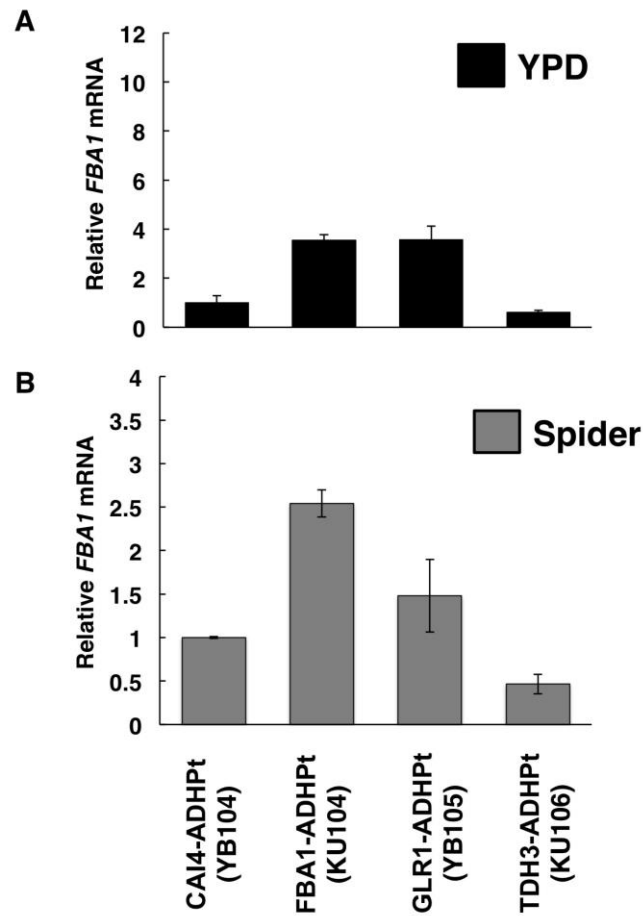 A
Relative FBA1 mRNA
12
10
8
6
4
2
0
YPD
B
Relative FBA1 mRNA
4
3.5
3
2.5
2
1.5
1
0.5
0
Spider
CAI4-ADHPt
(YB104)
FBA1-ADHPt
(KU104)
GLR1-ADHPt
(YB105)
TDH3-ADHPt
(KU106)